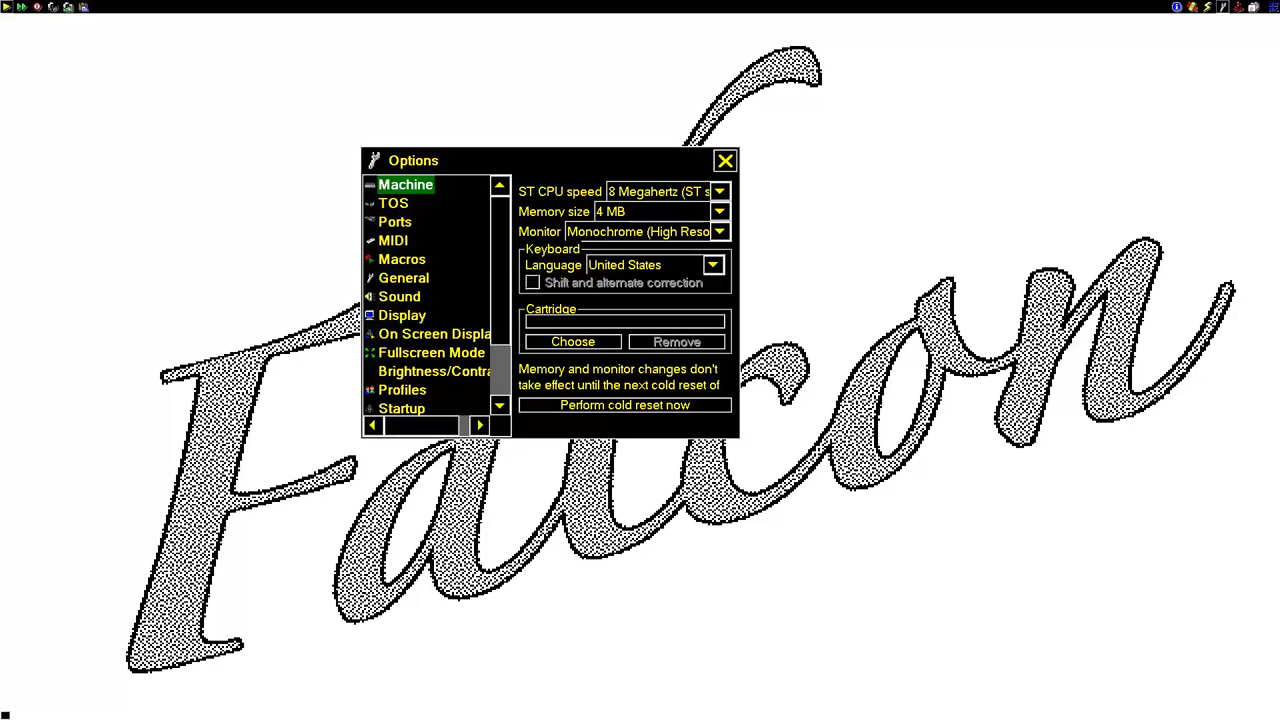 Options
Machine
TOS
Ports
MIDI
Macros
General
Sound
Display
On Screen Displa
Fullscreen Mode
Brightness/Contra
Profiles
Startup
ST CPU speed 8 Megahertz (ST s
Memory size 4 MB
Monitor Monochrome (High Reso
Keyboard
Language United States
Shift and alternate correction
Cartridge
Choose Remove
Memory and monitor changes don't
take effect until the next cold reset of
Perform cold reset now
Falcon